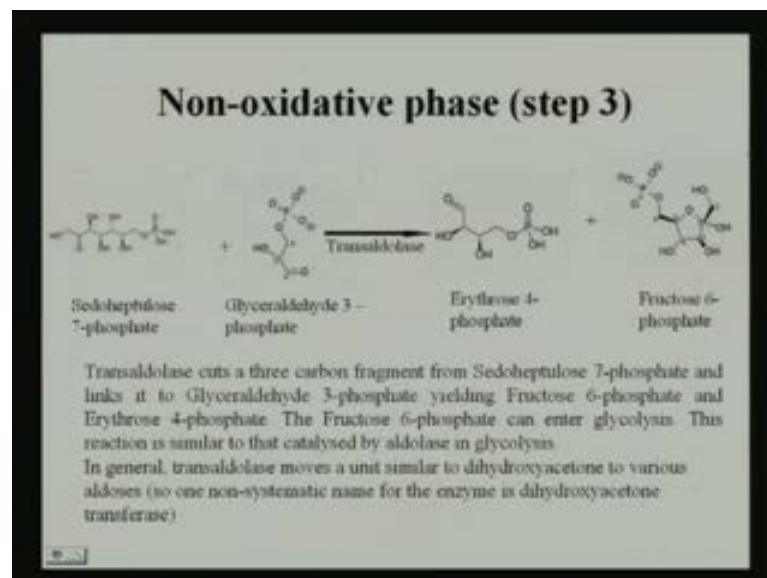 Non-oxidative phase (step 3)
Transaldolase
Sedoheptulose
7-phosphate
Glyceraldehyde 3 –
phosphate
Erythrose 4-
phosphate
Fructose 6-
phosphate
Transaldolase cuts a three carbon fragment from Sedoheptulose 7-phosphate and
links it to Glyceraldehyde 3-phosphate yielding Fructose 6-phosphate and
Erythrose 4-phosphate. The Fructose 6-phosphate can enter glycolysis. This
reaction is similar to that catalysed by aldolase in glycolysis.
In general, transaldolase moves a unit similar to dihydroxyacetone to various
aldoses (so one non-systematic name for the enzyme is dihydroxyacetone
transferase)